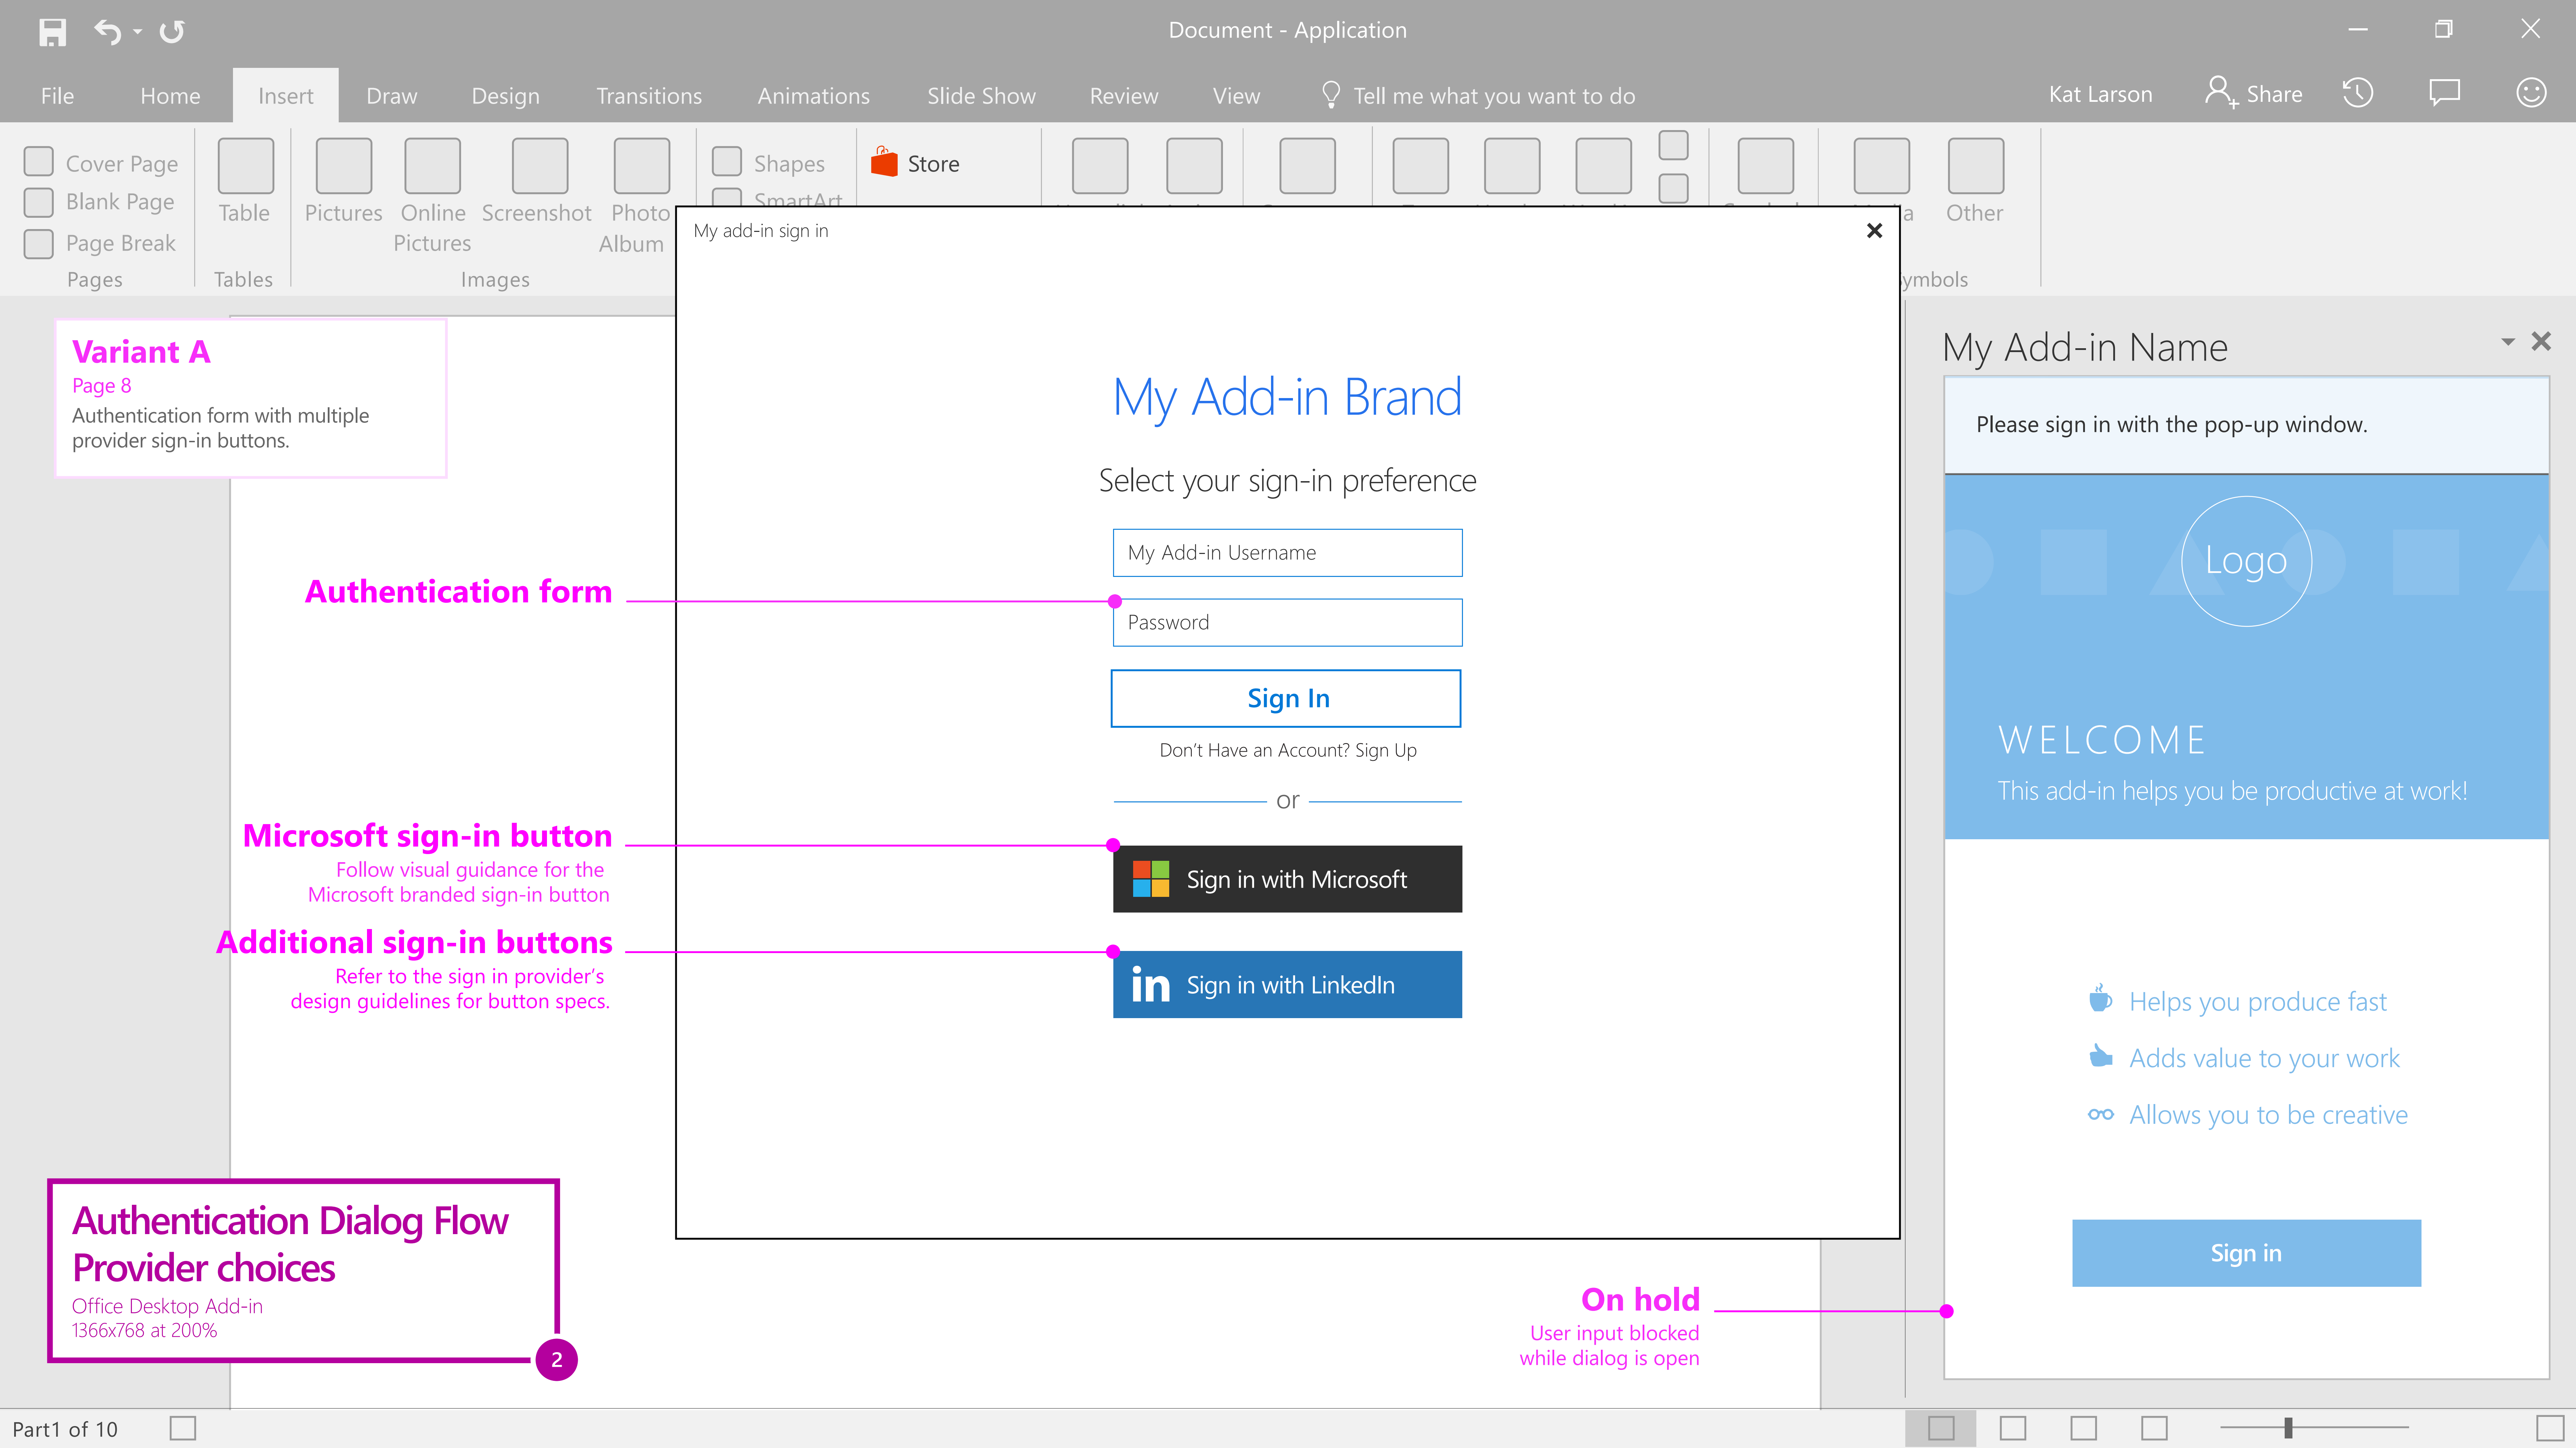 Document - Application
File
Home
Insert
Draw
Design
Transitions
Animations
Slide Show
Review
View
Tell me what you want to do
Kat Larson
Share
Cover Page
Blank Page
Page Break
Pages
Table
Tables
Pictures
Online
Pictures
Screenshot
Photo
Album
Images
Shapes
SmartArt
Store
Other
ymbols
My add-in sign in
My Add-in Brand
Select your sign-in preference
My Add-in Username
Password
Sign In
Don’t Have an Account? Sign Up
or
Sign in with Microsoft
in Sign in with LinkedIn
Variant A
Page 8
Authentication form with multiple
provider sign-in buttons.
Authentication form
Microsoft sign-in button
Follow visual guidance for the
Microsoft branded sign-in button
Additional sign-in buttons
Refer to the sign in provider’s
design guidelines for button specs.
Authentication Dialog Flow
Provider choices
Office Desktop Add-in
1366x768 at 200%
2
On hold
User input blocked
while dialog is open
My Add-in Name
Please sign in with the pop-up window.
Logo
WELCOME
This add-in helps you be productive at work!
Helps you produce fast
Adds value to your work
Allows you to be creative
Sign in
Part1 of 10